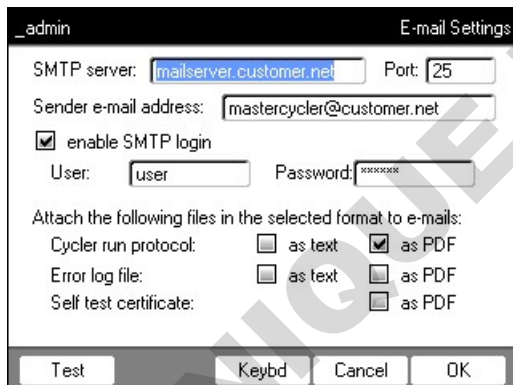 _admin E-mail Settings
SMTP server: mailserver.customer.net Port: 25
Sender e-mail address: mastercycler@customer.net
enable SMTP login
User: user Password: ******
Attach the following files in the selected format to e-mails:
Cycler run protocol: as text as PDF
Error log file: as text as PDF
Self test certificate: as PDF
Test Keybd Cancel OK
NIQUE